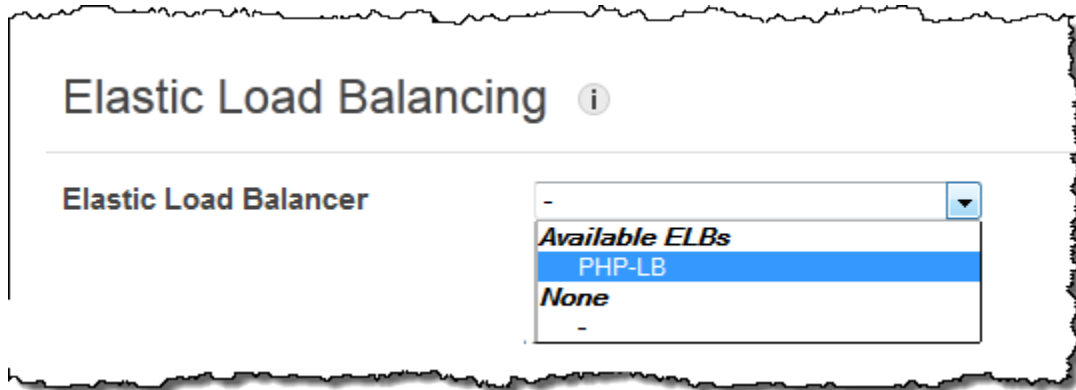 Elastic Load Balancing i
Elastic Load Balancer -
Available ELBs
PHP-LB
None
-